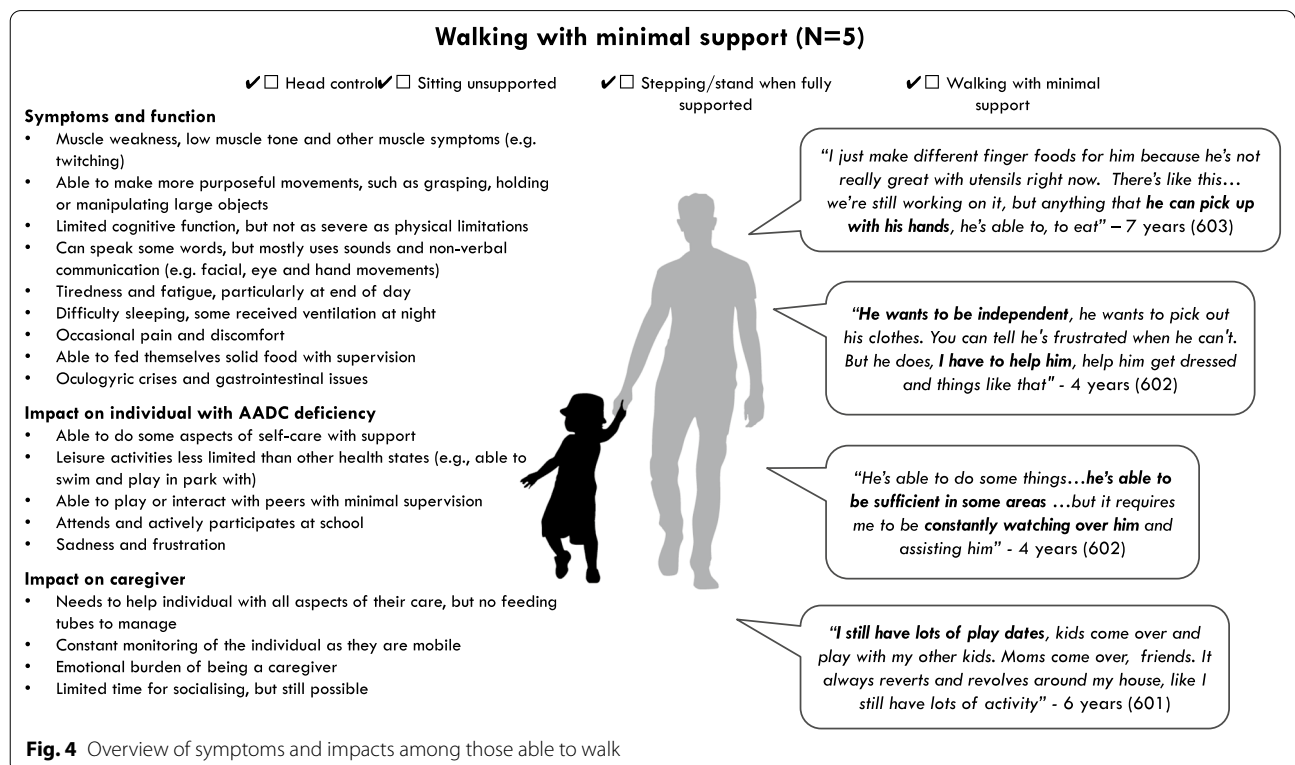 Walking with minimal support (N=5)
✔☐ Head control✔☐ Sitting unsupported
✔☐ Stepping/stand when fully
supported
✔☐ Walking with minimal
support
Symptoms and function
• Muscle weakness, low muscle tone and other muscle symptoms (e.g.
twitching)
• Able to make more purposeful movements, such as grasping, holding
or manipulating large objects
• Limited cognitive function, but not as severe as physical limitations
• Can speak some words, but mostly uses sounds and non-verbal
communication (e.g. facial, eye and hand movements)
• Tiredness and fatigue, particularly at end of day
• Difficulty sleeping, some received ventilation at night
• Occasional pain and discomfort
• Able to fed themselves solid food with supervision
• Oculogyric crises and gastrointestinal issues
Impact on individual with AADC deficiency
• Able to do some aspects of self-care with support
• Leisure activities less limited than other health states (e.g., able to
swim and play in park with)
• Able to play or interact with peers with minimal supervision
• Attends and actively participates at school
• Sadness and frustration
Impact on caregiver
• Needs to help individual with all aspects of their care, but no feeding
tubes to manage
• Constant monitoring of the individual as they are mobile
• Emotional burden of being a caregiver
• Limited time for socialising, but still possible
“I just make different finger foods for him because he’s not
really great with utensils right now. There’s like this…
we’re still working on it, but anything that he can pick up
with his hands, he’s able to, to eat” – 7 years (603)
“He wants to be independent, he wants to pick out
his clothes. You can tell he's frustrated when he can't.
But he does, I have to help him, help him get dressed
and things like that" - 4 years (602)
“He’s able to do some things…he’s able to
be sufficient in some areas …but it requires
me to be constantly watching over him and
assisting him” - 4 years (602)
“I still have lots of play dates, kids come over and
play with my other kids. Moms come over, friends. It
always reverts and revolves around my house, like I
still have lots of activity” - 6 years (601)
Fig. 4 Overview of symptoms and impacts among those able to walk